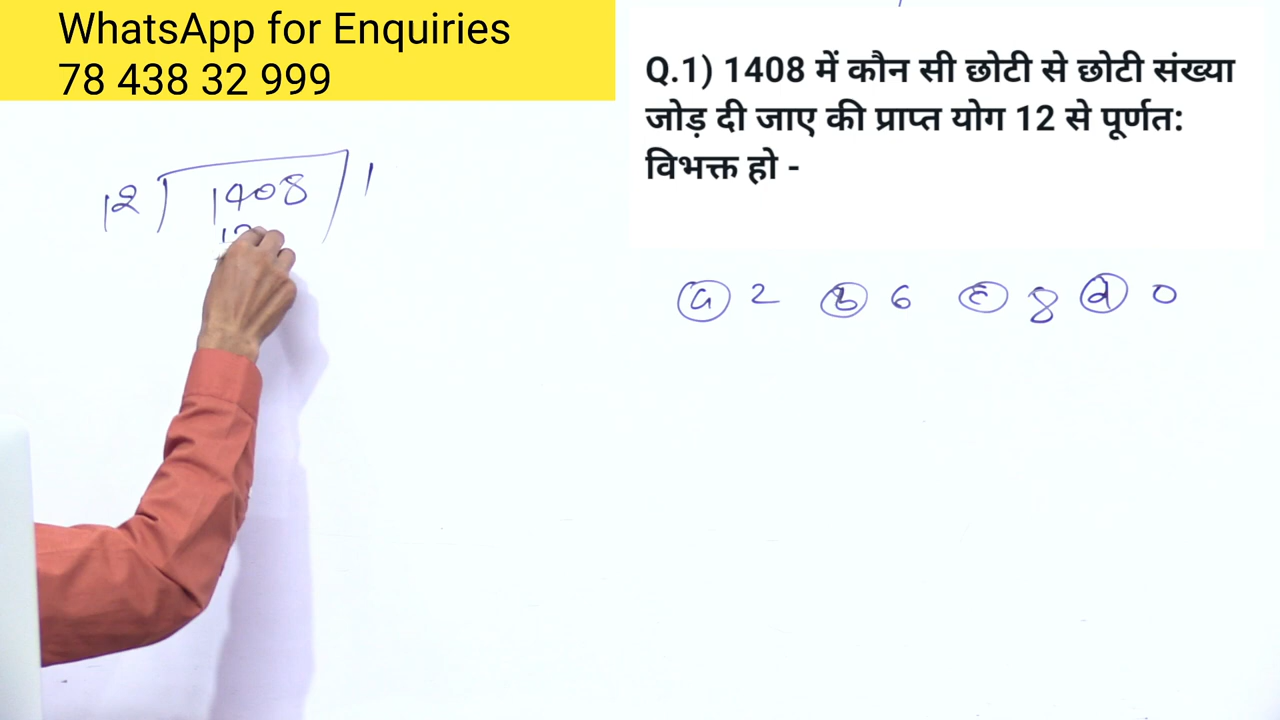 WhatsApp for Enquiries
78 438 32 999
Q.1) 1408 में कौन सी छोटी से छोटी संख्या
जोड़ दी जाए की प्राप्त योग 12 से पूर्णत:
विभक्त हो -
12 1408 1
12
a 2 b 6 c 8 d 0